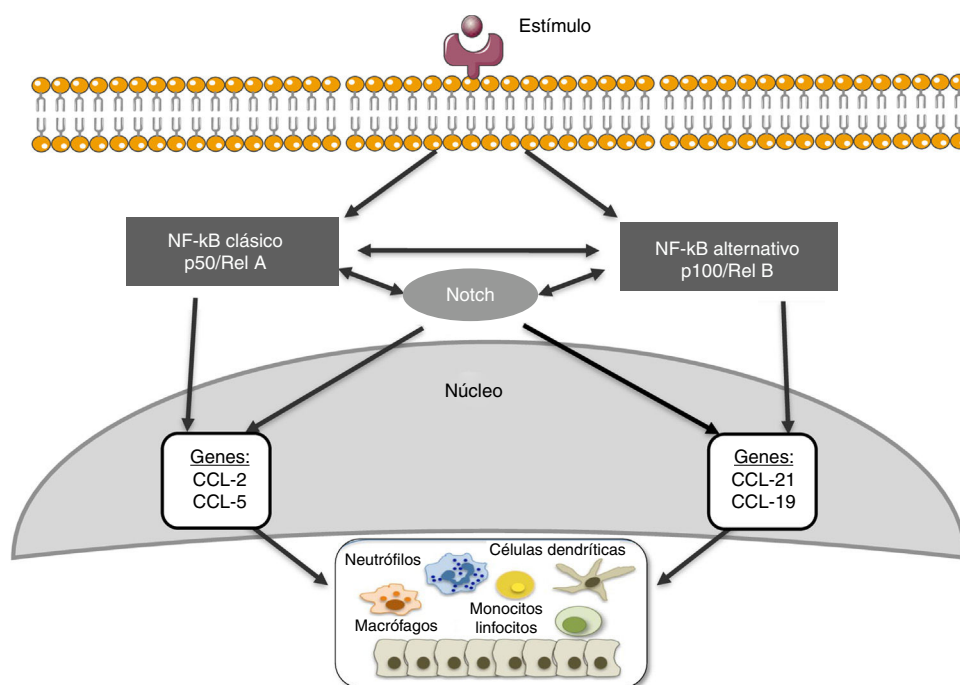 Estímulo
NF-kB clásico
p50/Rel A
NF-kB alternativo
p100/Rel B
Notch
Núcleo
Genes:
CCL-2
CCL-5
Genes:
CCL-21
CCL-19
Neutrófilos
Células dendríticas
Macrófagos
Monocitos
linfocitos